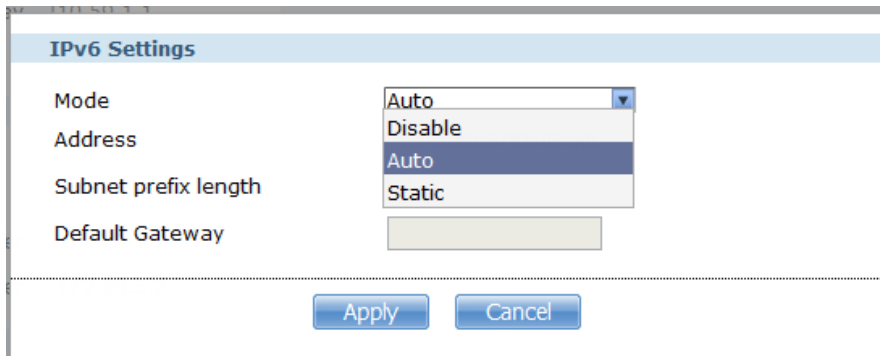 IPv6 Settings
Mode Auto
Disable
Address
Auto
Subnet prefix length
Static
Default Gateway
Apply Cancel